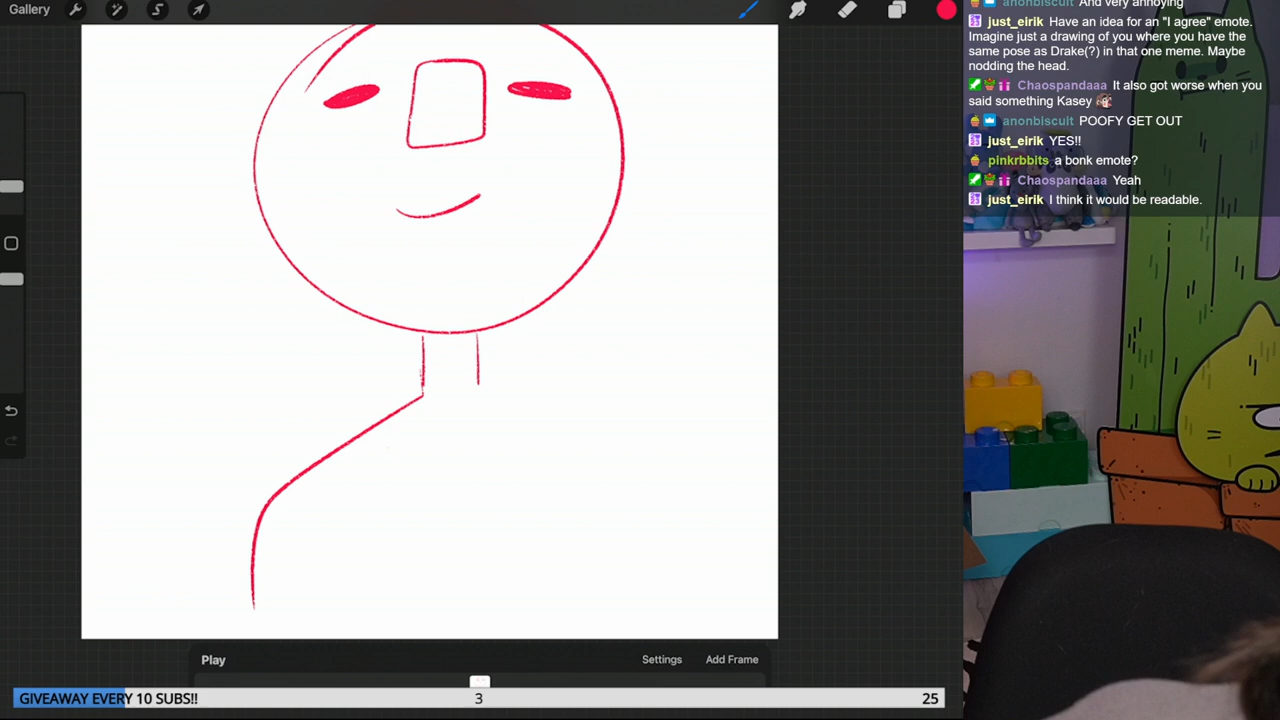 Gallery
anonbiscuit And very annoying
just_eirik Have an idea for an "I agree" emote.
Imagine just a drawing of you where you have the
same pose as Drake(?) in that one meme. Maybe
nodding the head.
Chaospandaaa It also got worse when you
said something Kasey
anonbiscuit POOFY GET OUT
just_eirik YES!!
pinkrbbits a bonk emote?
Chaospandaaa Yeah
just_eirik I think it would be readable.
Play
Settings
Add Frame
GIVEAWAY EVERY 10 SUBS!!
3
25